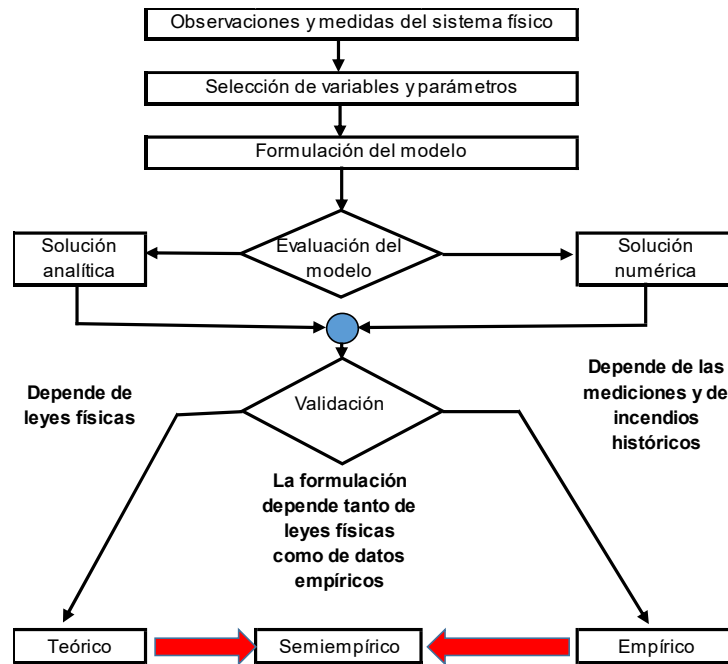 Observaciones y medidas del sistema físico
Selección de variables y parámetros
Formulación del modelo
Solución
analítica
Evaluación del
modelo
Solución
numérica
Depende de
leyes físicas
Validación
Depende de las
mediciones y de
incendios
históricos
La formulación
depende tanto de
leyes físicas
como de datos
empíricos
Teórico
Semiempírico
Empírico